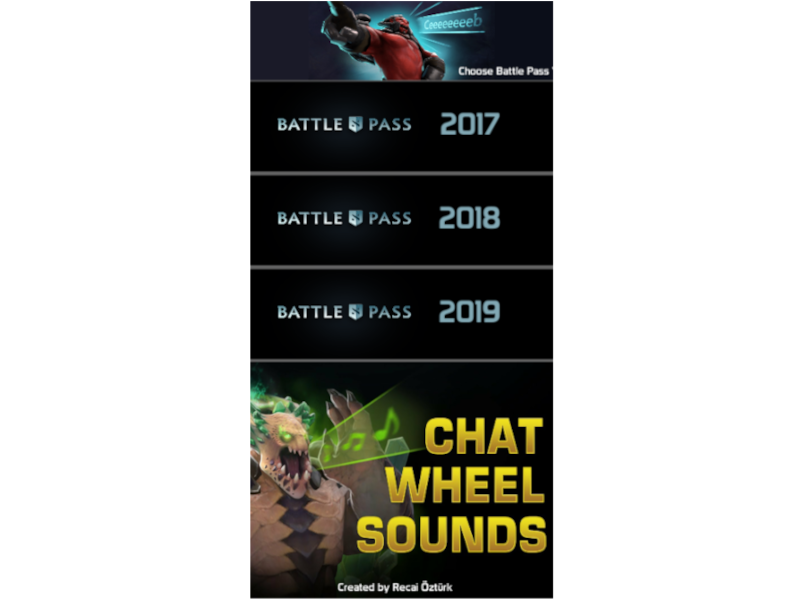 Ceeeeeeeb
Choose Battle Pass
BATTLE PASS 2017
BATTLE PASS 2018
BATTLE PASS 2019
CHAT
WHEEL
SOUNDS
Created by Recai Öztürk